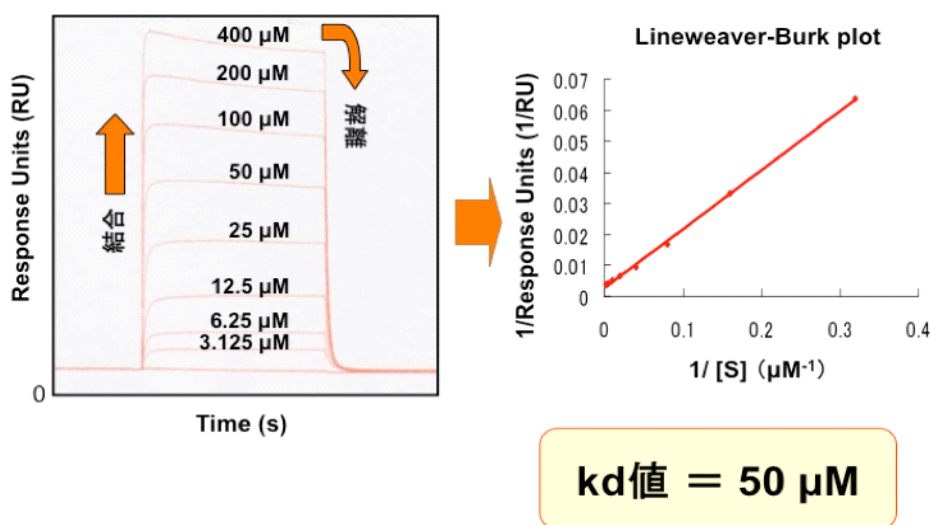 Response Units (RU)
400 µM
200 µM
100 µM
50 µM
25 µM
12.5 µM
6.25 µM
3.125 µM
結合
解離
0
Time (s)
Lineweaver-Burk plot
1/Response Units (1/RU)
0.07
0.06
0.05
0.04
0.03
0.02
0.01
0
0 0.1 0.2 0.3 0.4
1/ [S] (µM⁻¹)
kd値 = 50 µM